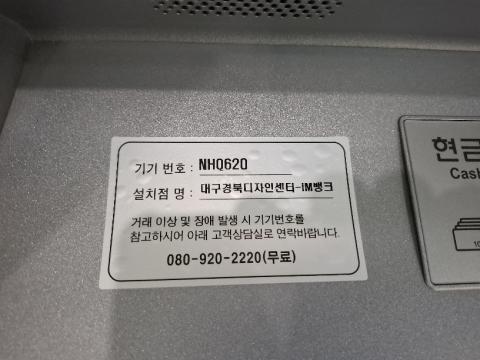 기기 번호 : NHQ620
설치점 명 : 대구경북디자인센터-IM뱅크
거래 이상 및 장애 발생 시 기기번호를
참고하시어 아래 고객상담실로 연락바랍니다.
080-920-2220(무료)
현금
Cash